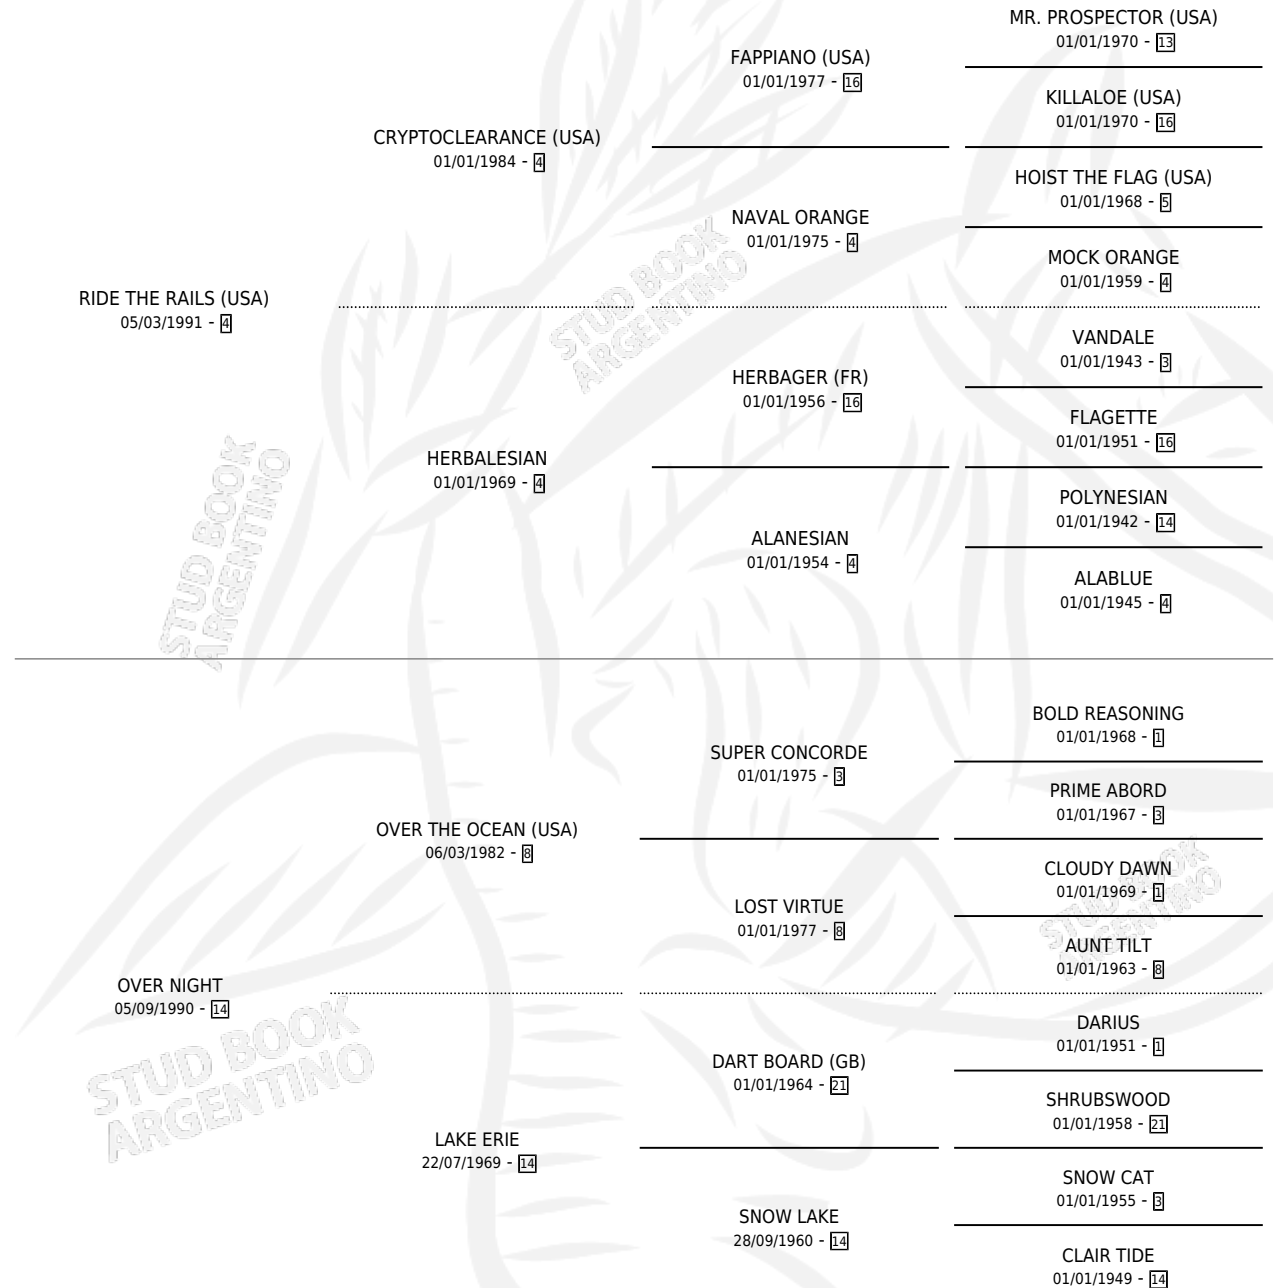 MR. PROSPECTOR (USA)
01/01/1970 - 13
FAPPIANO (USA)
01/01/1977 - 16
KILLALOE (USA)
01/01/1970 - 16
CRYPTOCLEARANCE (USA)
01/01/1984 - 4
HOIST THE FLAG (USA)
01/01/1968 - 5
NAVAL ORANGE
01/01/1975 - 4
MOCK ORANGE
01/01/1959 - 4
RIDE THE RAILS (USA)
05/03/1991 - 4
VANDALE
01/01/1943 - 3
HERBAGER (FR)
01/01/1956 - 16
FLAGETTE
01/01/1951 - 16
HERBALESIAN
01/01/1969 - 4
POLYNESIAN
01/01/1942 - 14
ALANESIAN
01/01/1954 - 4
ALABLUE
01/01/1945 - 4
BOLD REASONING
01/01/1968 - 1
SUPER CONCORDE
01/01/1975 - 3
PRIME ABORD
01/01/1967 - 3
OVER THE OCEAN (USA)
06/03/1982 - 8
CLOUDY DAWN
01/01/1969 - 1
LOST VIRTUE
01/01/1977 - 8
AUNT TILT
01/01/1963 - 8
OVER NIGHT
05/09/1990 - 14
DARIUS
01/01/1951 - 1
DART BOARD (GB)
01/01/1964 - 21
SHRUBSWOOD
01/01/1958 - 21
LAKE ERIE
22/07/1969 - 14
SNOW CAT
01/01/1955 - 3
SNOW LAKE
28/09/1960 - 14
CLAIR TIDE
01/01/1949 - 14
STUD BOOK
ARGENTINO
STUD BOOK
ARGENTINO
STUD BOOK
ARGENTINO
STUD BOOK
ARGENTINO